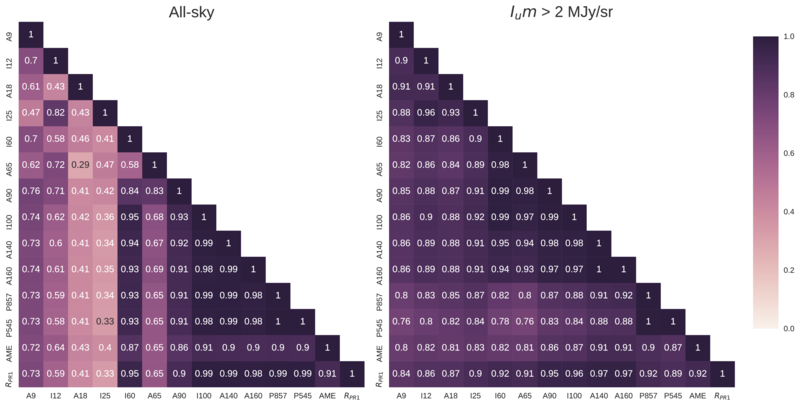 All-sky
I_um > 2 MJy/sr
A9 1 A9 1 1.0
I12 0.7 1 I12 0.9 1
A18 0.61 0.43 1 A18 0.91 0.91 1 0.8
I25 0.47 0.82 0.43 1 I25 0.88 0.96 0.93 1
I60 0.7 0.58 0.46 0.41 1 I60 0.83 0.87 0.86 0.9 1
A65 0.62 0.72 0.29 0.47 0.58 1 A65 0.82 0.86 0.84 0.89 0.98 1 0.6
A90 0.76 0.71 0.41 0.42 0.84 0.83 1 A90 0.85 0.88 0.87 0.91 0.99 0.98 1
I100 0.74 0.62 0.42 0.36 0.95 0.68 0.93 1 I100 0.86 0.9 0.88 0.92 0.99 0.97 0.99 1 0.4
A140 0.73 0.6 0.41 0.34 0.94 0.67 0.92 0.99 1 A140 0.86 0.89 0.88 0.91 0.95 0.94 0.98 0.98 1
A160 0.74 0.61 0.41 0.35 0.94 0.69 0.91 0.98 0.99 1 A160 0.86 0.89 0.88 0.91 0.94 0.93 0.97 0.97 1 1 0.2
P857 0.73 0.59 0.41 0.34 0.93 0.65 0.91 0.99 0.99 0.98 1 P857 0.8 0.83 0.85 0.87 0.82 0.8 0.87 0.88 0.91 0.92 1
P545 0.73 0.58 0.41 0.33 0.93 0.65 0.91 0.98 0.99 0.98 1 1 P545 0.76 0.8 0.82 0.84 0.78 0.76 0.83 0.84 0.88 0.88 1 1 0.0
AME 0.72 0.64 0.43 0.4 0.87 0.65 0.86 0.91 0.9 0.9 0.9 0.9 1 AME 0.8 0.82 0.81 0.85 0.82 0.81 0.86 0.87 0.9 0.91 0.89 0.87 1
R_PR1 0.73 0.59 0.41 0.33 0.95 0.65 0.91 0.99 0.98 0.98 0.99 0.99 0.91 1 R_PR1 0.84 0.86 0.86 0.88 0.91 0.9 0.94 0.95 0.97 0.97 0.92 0.89 0.92 1
A9 I12 A18 I25 I60 A65 A90 I100 A140 A160 P857 P545 AME R_PR1 A9 I12 A18 I25 I60 A65 A90 I100 A140 A160 P857 P545 AME R_PR1